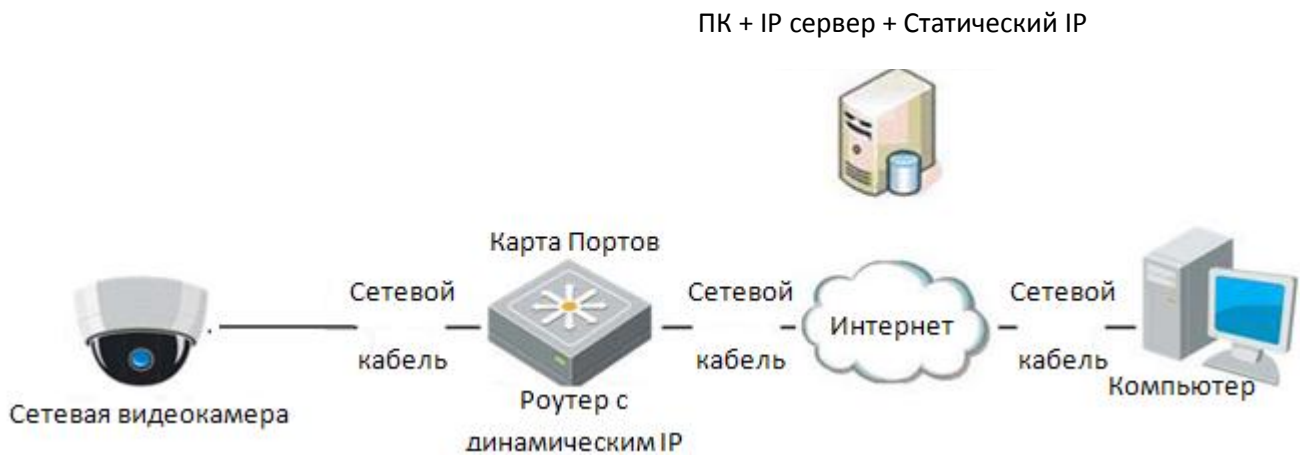 ПК + IP сервер + Статический IP
Карта Портов
Сетевой
кабель
Сетевой
кабель
Интернет
Сетевой
кабель
Сетевая видеокамера
Роутер с
динамическим IP
Компьютер